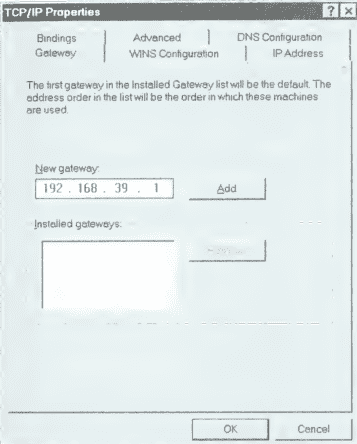 TCP/IP Properties
? ×
Bindings Advanced DNS Configuration
Gateway WINS Configuration IP Address
The first gateway in the Installed Gateway list will be the default. The
address order in the list will be the order in which these machines
are used.
New gateway:
192 . 168 . 39 . 1 Add
Installed gateways:
OK Cancel